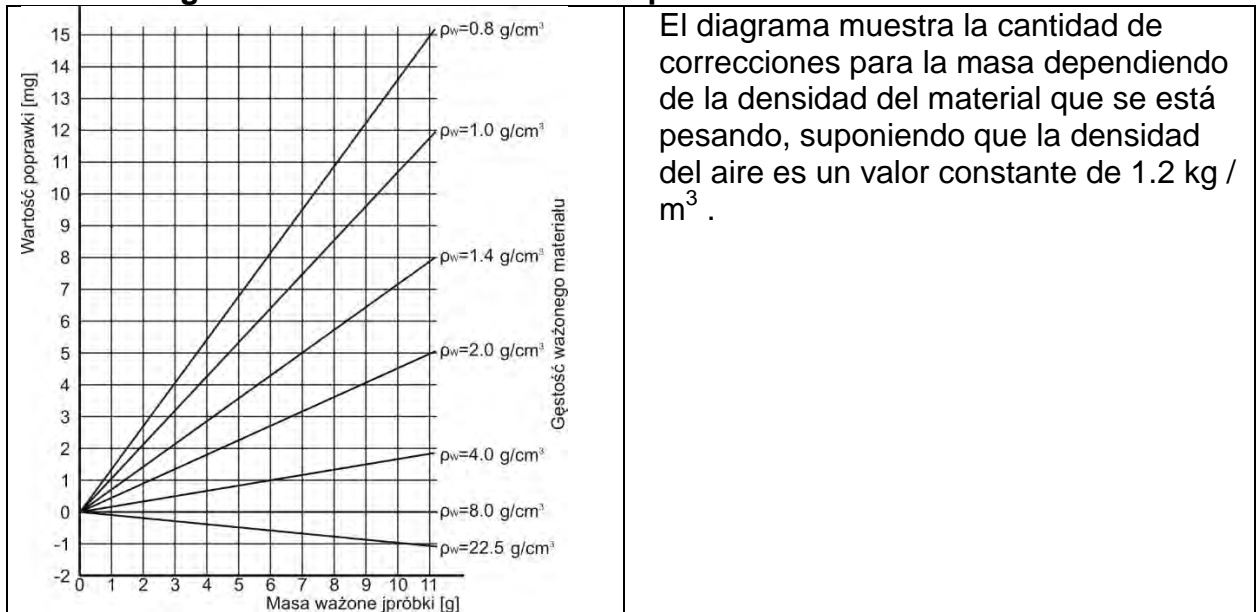 15
14
13
12
11
10
9
8
7
6
5
4
3
2
1
0
-1
-2
Wartość poprawki [mg]
0 1 2 3 4 5 6 7 8 9 10 11
Masa ważone jpróbki [g]
ρw=0.8 g/cm³
ρw=1.0 g/cm³
ρw=1.4 g/cm³
ρw=2.0 g/cm³
ρw=4.0 g/cm³
ρw=8.0 g/cm³
ρw=22.5 g/cm³
Gęstość ważonego materiału
El diagrama muestra la cantidad de
correcciones para la masa dependiendo
de la densidad del material que se está
pesando, suponiendo que la densidad
del aire es un valor constante de 1.2 kg /
m³ .